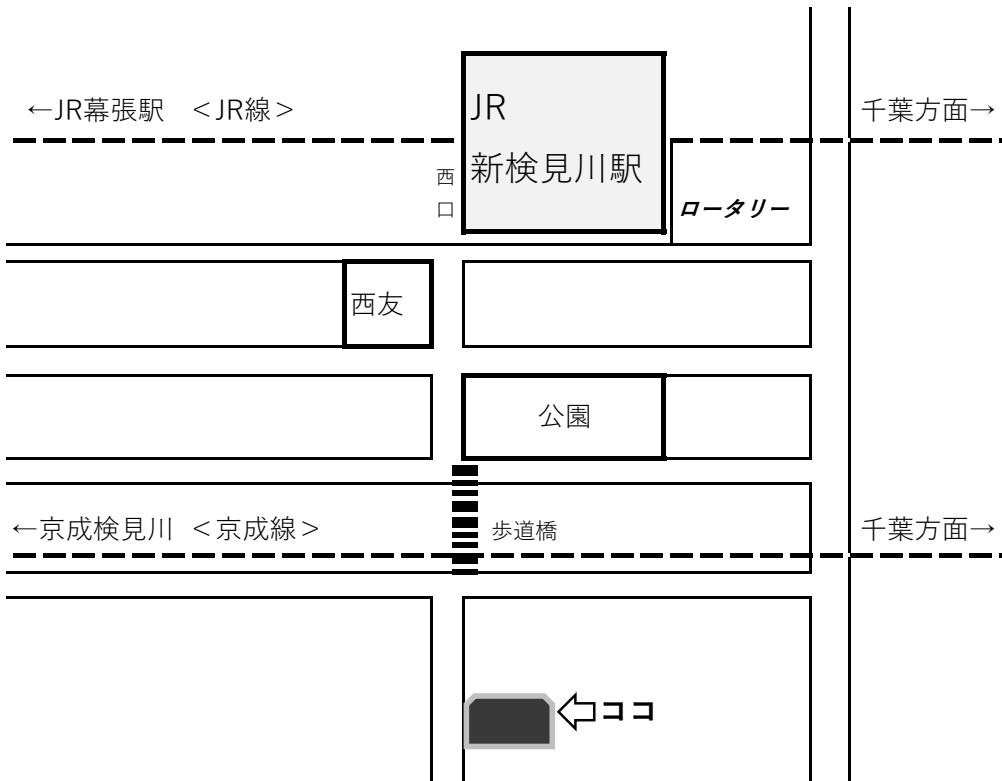 ←JR幕張駅 ＜JR線＞
JR
新検見川駅
千葉方面→
西口
ロータリー
西友
公園
←京成検見川 ＜京成線＞
歩道橋
千葉方面→
ココ